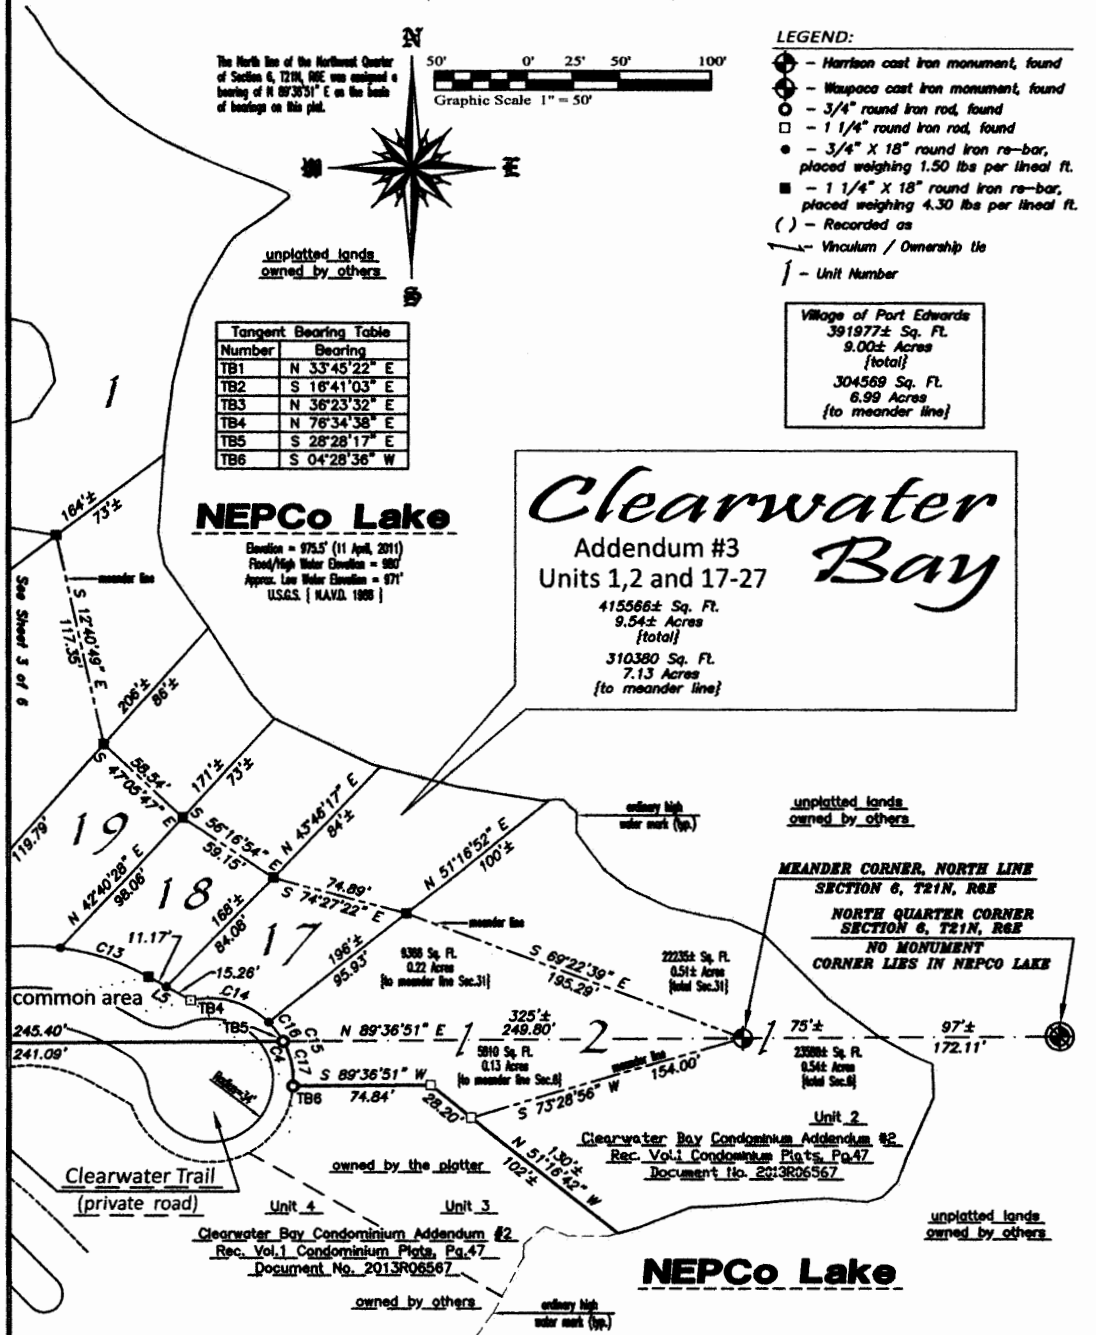 N
W
E
S
The North line of the Northwest Quarter
of Section 6, T21N, R6E was assigned a
bearing of N 89°36'51" E as the basis
of bearings on this plat.
50' 0' 25' 50' 100'
Graphic Scale 1" = 50'
LEGEND:
- Harrison cast iron monument, found
- Waupaca cast iron monument, found
- 3/4" round iron rod, found
- 1 1/4" round iron rod, found
- 3/4" X 18" round iron re-bar,
placed weighing 1.50 lbs per lineal ft.
- 1 1/4" X 18" round iron re-bar,
placed weighing 4.30 lbs per lineal ft.
( ) - Recorded as
- Vinculum / Ownership tie
1 - Unit Number
unplatted lands
owned by others
Village of Port Edwards
391977± Sq. Ft.
9.00± Acres
{total}
304569 Sq. Ft.
6.99 Acres
{to meander line}
Tangent Bearing Table
Number Bearing
TB1 N 33°45'22" E
TB2 S 16°41'03" E
TB3 N 36°23'32" E
TB4 N 76°34'38" E
TB5 S 28°28'17" E
TB6 S 04°28'36" W
1
NEPCo Lake
Elevation = 975.5' (11 April, 2011)
Flood/High Water Elevation = 980'
Approx. Low Water Elevation = 971'
U.S.G.S. [ N.A.V.D. 1988 ]
Clearwater
Bay
Addendum #3
Units 1,2 and 17-27
415566± Sq. Ft.
9.54± Acres
{total}
310380 Sq. Ft.
7.13 Acres
{to meander line}
164'±
73'±
meander line
S 12°40'49" E
117.35'
See Sheet 3 of 6
206'±
86'±
58.54'
S 47°05'47" E
171'±
73'±
119.79'
19
S 56°16'54" E
59.15'
N 43°46'17" E
84'±
N 42°40'28" E
98.06'
18
168'±
84.08'
74.89'
S 74°27'22" E
N 51°16'52" E
100'±
17
196'±
95.93'
meander line
ordinary high
water mark (typ.)
unplatted lands
owned by others
MEANDER CORNER, NORTH LINE
SECTION 6, T21N, R6E
NORTH QUARTER CORNER
SECTION 6, T21N, R6E
NO MONUMENT
CORNER LIES IN NEPCO LAKE
9368 Sq. Ft.
0.22 Acres
{to meander line Sec.31}
S 69°22'39" E
195.29'
22235± Sq. Ft.
0.51± Acres
{total Sec.31}
C13
11.17'
15.26'
L5
C14
TB4
common area
TB5
C16
C15
C4
C17
245.40'
241.09'
N 89°36'51" E
325'±
249.80'
1
2
1
75'±
97'±
172.11'
5810 Sq. Ft.
0.13 Acres
{to meander line Sec.6}
meander line
154.00'
S 73°28'56" W
23588± Sq. Ft.
0.54± Acres
{total Sec.6}
Radius=34'
TB6
S 89°36'51" W
74.84'
28.20'
N 51°16'42" W
130'±
102'±
Unit 2
Clearwater Bay Condominium Addendum #2
Rec. Vol.1 Condominium Plats, Pg.47
Document No. 2013R06567
owned by the platter
Clearwater Trail
(private road)
Unit 4
Unit 3
Clearwater Bay Condominium Addendum #2
Rec. Vol.1 Condominium Plats, Pg.47
Document No. 2013R06567
owned by others
unplatted lands
owned by others
NEPCo Lake
ordinary high
water mark (typ.)